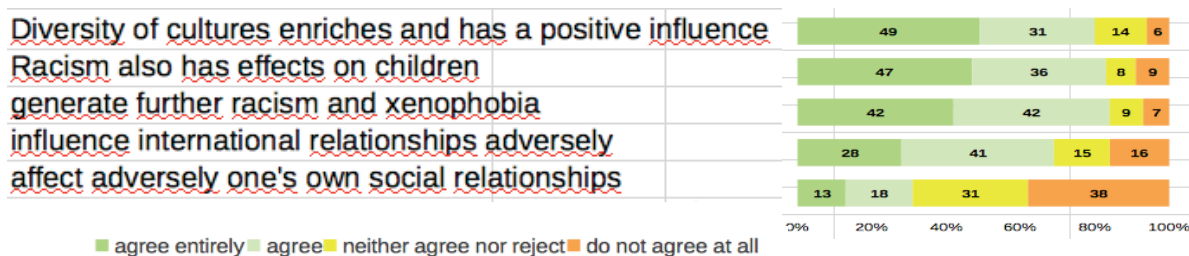 Diversity of cultures enriches and has a positive influence
49 31 14 6
Racism also has effects on children
47 36 8 9
generate further racism and xenophobia
42 42 9 7
influence international relationships adversely
28 41 15 16
affect adversely one's own social relationships
13 18 31 38
0% 20% 40% 60% 80% 100%
agree entirely agree neither agree nor reject do not agree at all